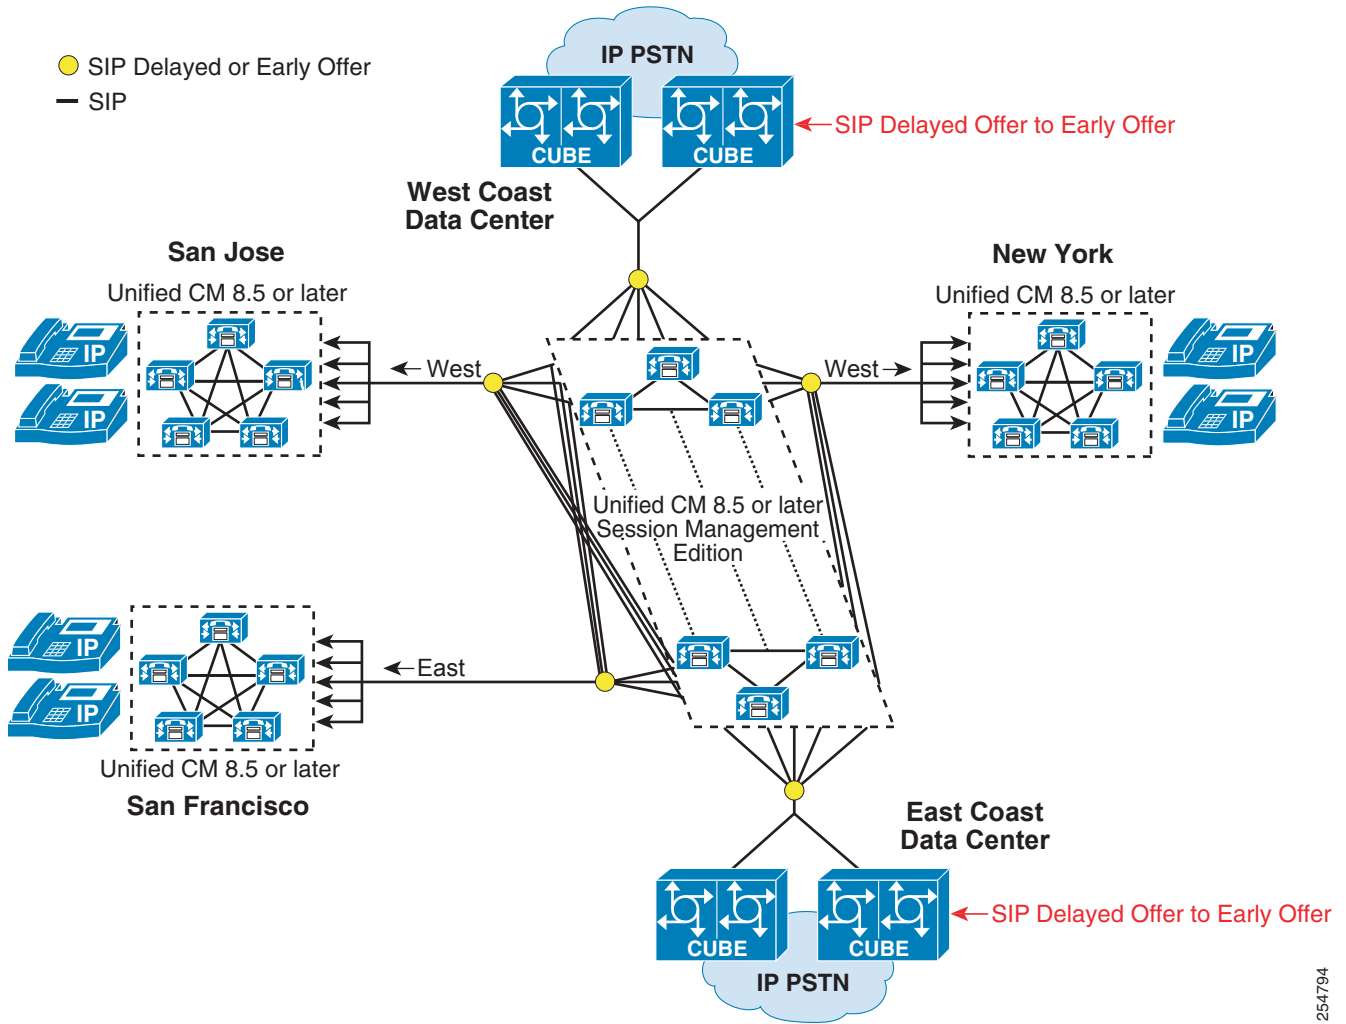 IP PSTN
SIP Delayed or Early Offer
SIP
SIP Delayed Offer to Early Offer
CUBE
CUBE
West Coast
Data Center
San Jose
New York
Unified CM 8.5 or later
Unified CM 8.5 or later
IP
IP
IP
IP
West
West
Unified CM 8.5 or later
Session Management
Edition
IP
IP
East
Unified CM 8.5 or later
San Francisco
East Coast
Data Center
SIP Delayed Offer to Early Offer
CUBE
CUBE
IP PSTN
254794